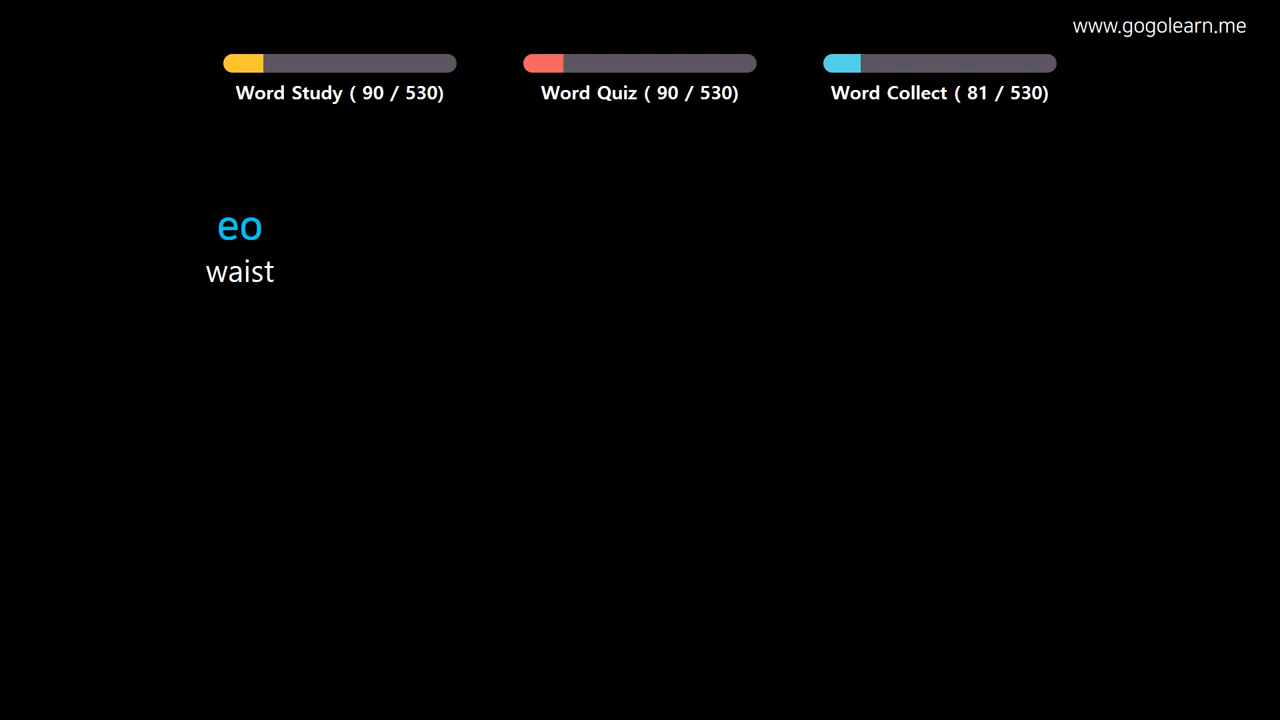 www.gogolearn.me
Word Study ( 90 / 530)
Word Quiz ( 90 / 530)
Word Collect ( 81 / 530)
eo
waist